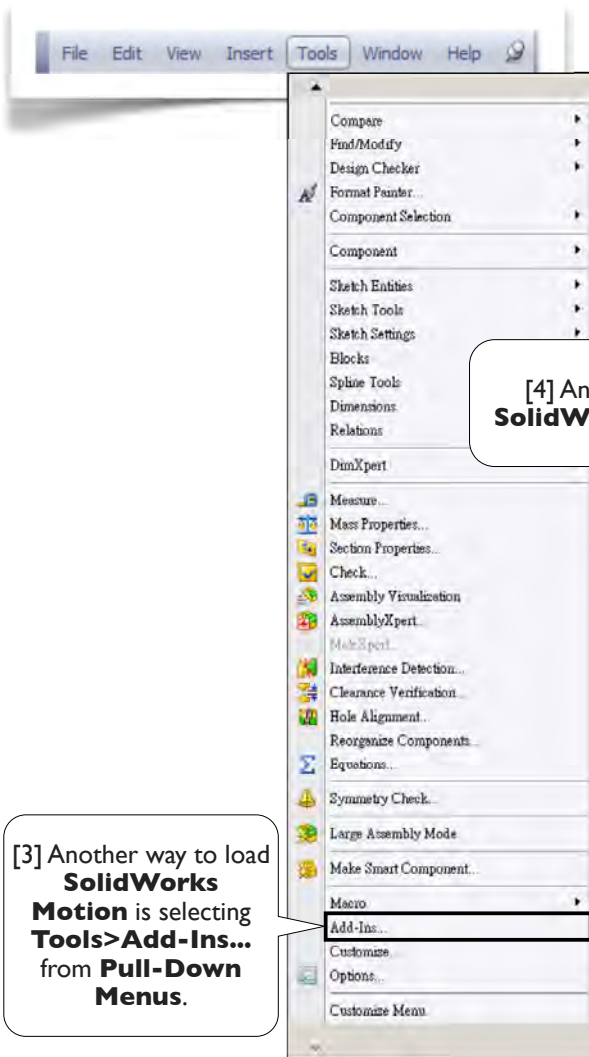 File Edit View Insert Tools Window Help
Compare
Find/Modify
Design Checker
Format Painter...
Component Selection
Component
Sketch Entities
Sketch Tools
Sketch Settings
Blocks
Spline Tools
Dimensions
Relations
DimXpert
Measure...
Mass Properties...
Section Properties...
Check...
Assembly Visualization
AssemblyXpert...
MateXpert...
Interference Detection...
Clearance Verification...
Hole Alignment...
Reorganize Components...
Equations...
Symmetry Check...
Large Assembly Mode
Make Smart Component...
Macro
Add-Ins...
Customize...
Options...
Customize Menu
[4] An
SolidW
[3] Another way to load
SolidWorks
Motion is selecting
Tools>Add-Ins...
from Pull-Down
Menus.